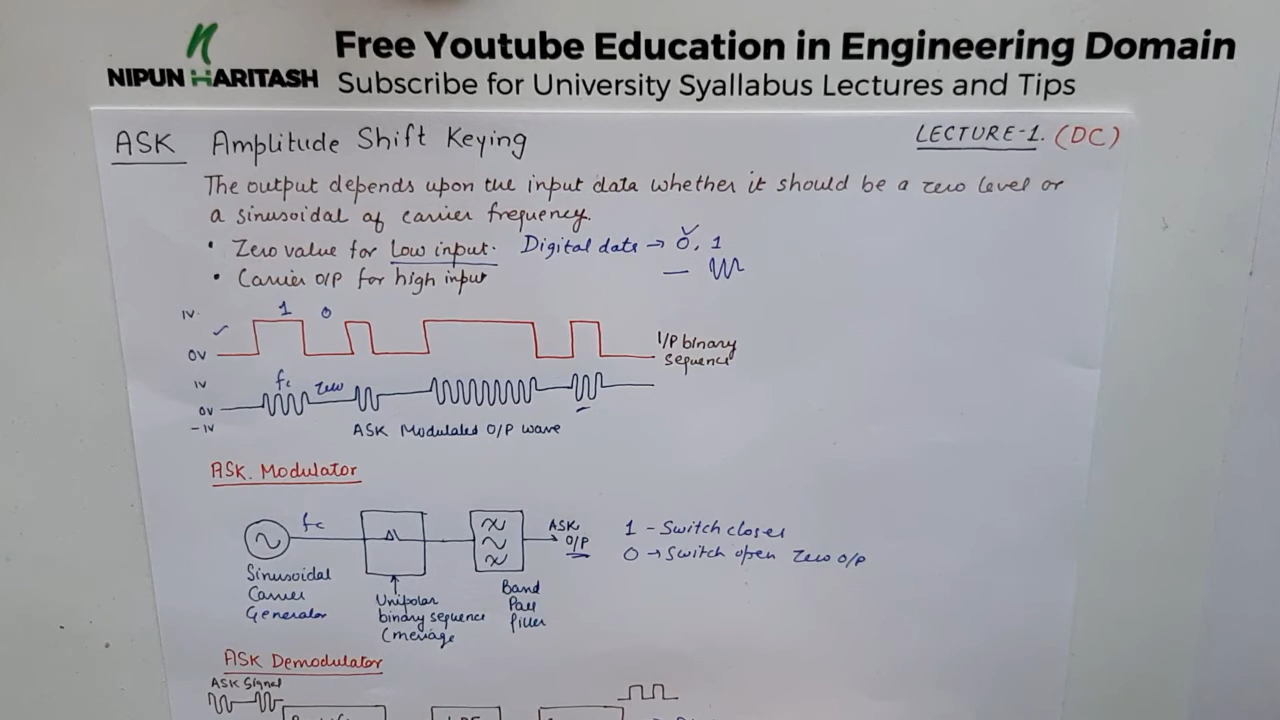 NIPUN HARITASH
Free Youtube Education in Engineering Domain
Subscribe for University Syallabus Lectures and Tips
ASK Amplitude Shift Keying
LECTURE-1. (DC)
The output depends upon the input data whether it should be a zero level or
a sinusoidal of carrier frequency.
• Zero value for Low input. Digital data → 0, 1
• Carrier O/P for high input
1V
1 0
0V
I/P binary
sequence
1V
fc zero
0V
-1V
ASK Modulated O/P wave
ASK. Modulator
fc
ASK
O/P
1 - Switch closes
0 → Switch open Zero O/P
Sinusoidal
Carrier
Generator
Unipolar
binary sequence
(message
Band
Pass
filter
ASK Demodulator
ASK Signal